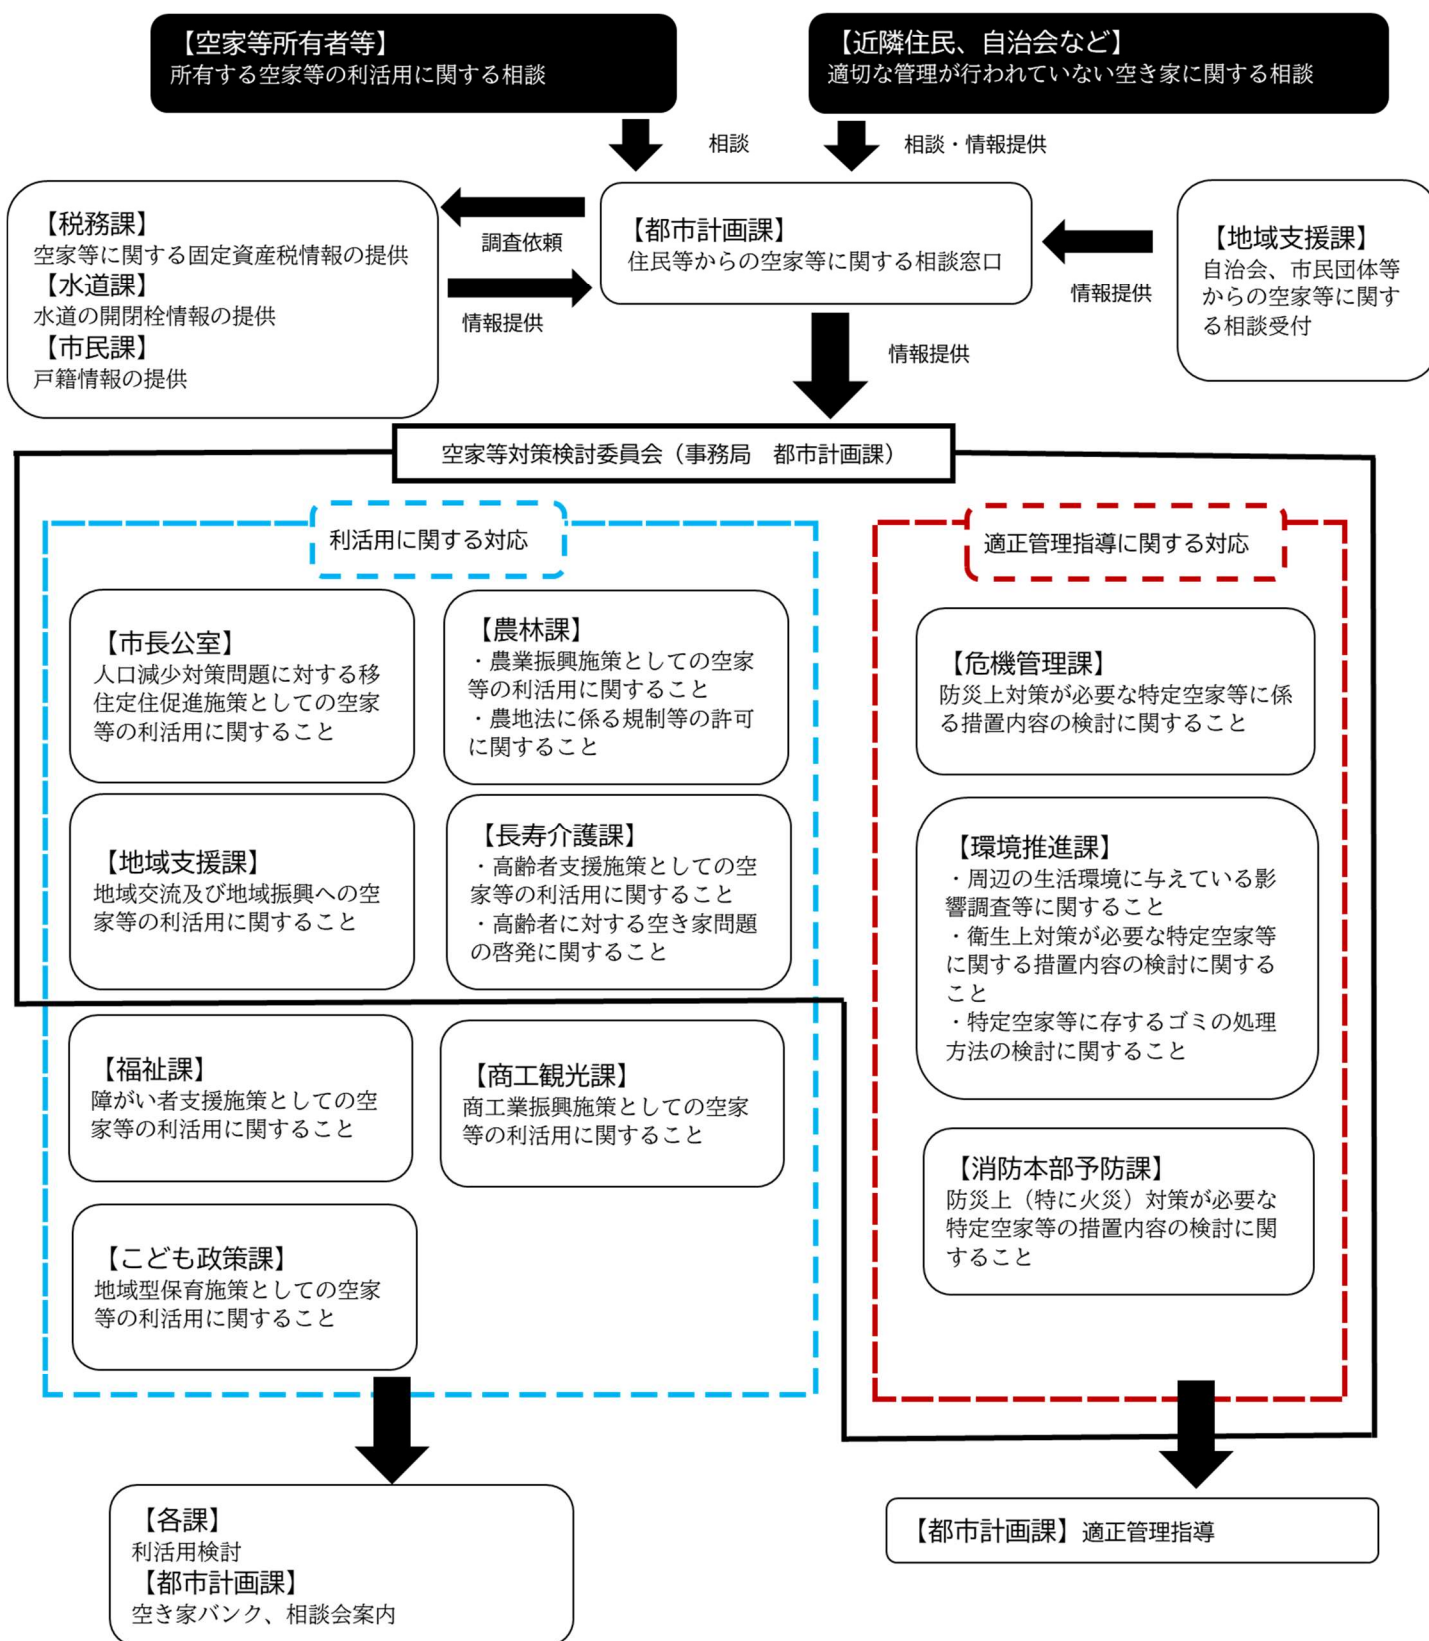 【空家等所有者等】
所有する空家等の利活用に関する相談
【近隣住民、自治会など】
適切な管理が行われていない空き家に関する相談
相談
相談・情報提供
【税務課】
空家等に関する固定資産税情報の提供
【水道課】
水道の開閉栓情報の提供
【市民課】
戸籍情報の提供
調査依頼
情報提供
【都市計画課】
住民等からの空家等に関する相談窓口
情報提供
【地域支援課】
自治会、市民団体等
からの空家等に関す
る相談受付
情報提供
空家等対策検討委員会（事務局　都市計画課）
利活用に関する対応
【市長公室】
人口減少対策問題に対する移
住定住促進施策としての空家
等の利活用に関すること
【農林課】
・農業振興施策としての空家
等の利活用に関すること
・農地法に係る規制等の許可
に関すること
【地域支援課】
地域交流及び地域振興への空
家等の利活用に関すること
【長寿介護課】
・高齢者支援施策としての空
家等の利活用に関すること
・高齢者に対する空き家問題
の啓発に関すること
【福祉課】
障がい者支援施策としての空
家等の利活用に関すること
【商工観光課】
商工業振興施策としての空家
等の利活用に関すること
【こども政策課】
地域型保育施策としての空家
等の利活用に関すること
適正管理指導に関する対応
【危機管理課】
防災上対策が必要な特定空家等に係
る措置内容の検討に関すること
【環境推進課】
・周辺の生活環境に与えている影
響調査等に関すること
・衛生上対策が必要な特定空家等
に関する措置内容の検討に関する
こと
・特定空家等に存するゴミの処理
方法の検討に関すること
【消防本部予防課】
防災上（特に火災）対策が必要な
特定空家等の措置内容の検討に関
すること
【各課】
利活用検討
【都市計画課】
空き家バンク、相談会案内
【都市計画課】適正管理指導